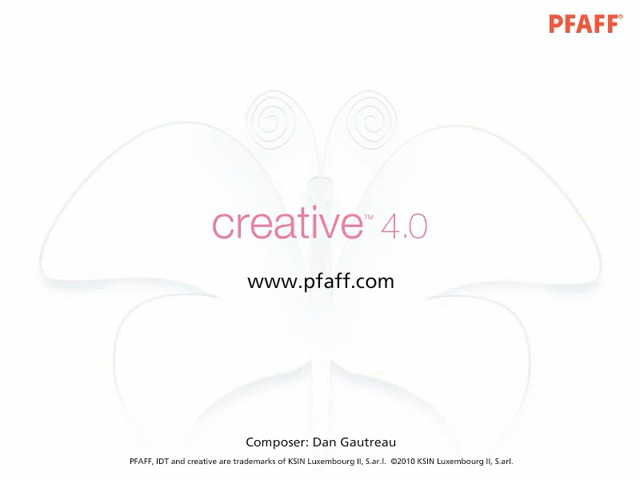 PFAFF®
creative™ 4.0
www.pfaff.com
Composer: Dan Gautreau
PFAFF, IDT and creative are trademarks of KSIN Luxembourg II, S.ar.l. ©2010 KSIN Luxembourg II, S.arl.